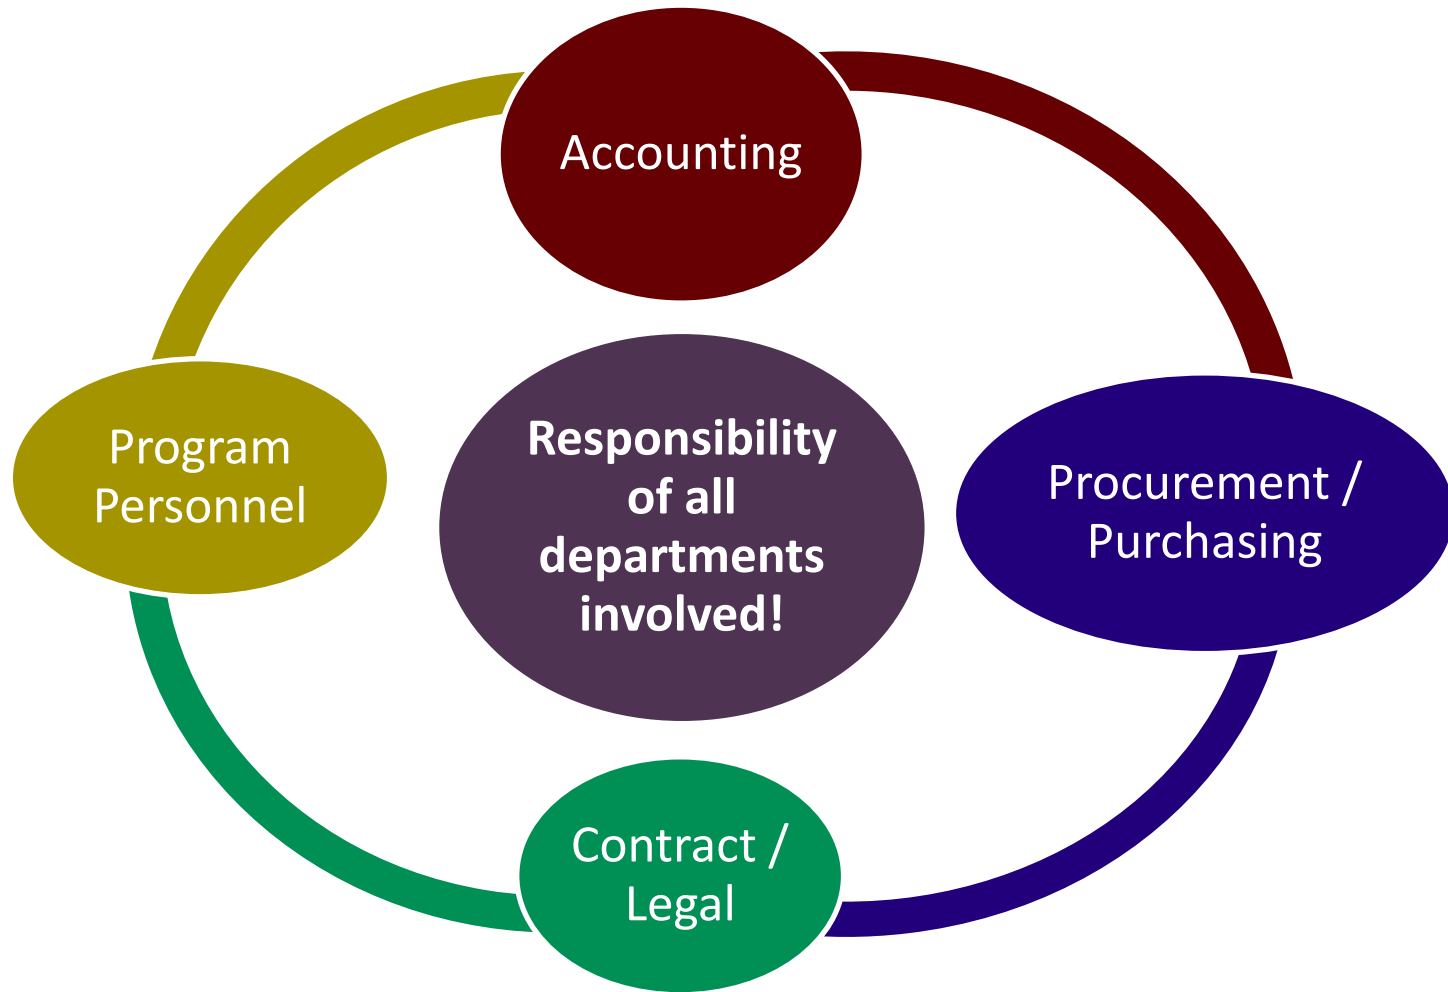 Accounting
Program
Personnel
Responsibility
of all
departments
involved!
Procurement /
Purchasing
Contract /
Legal